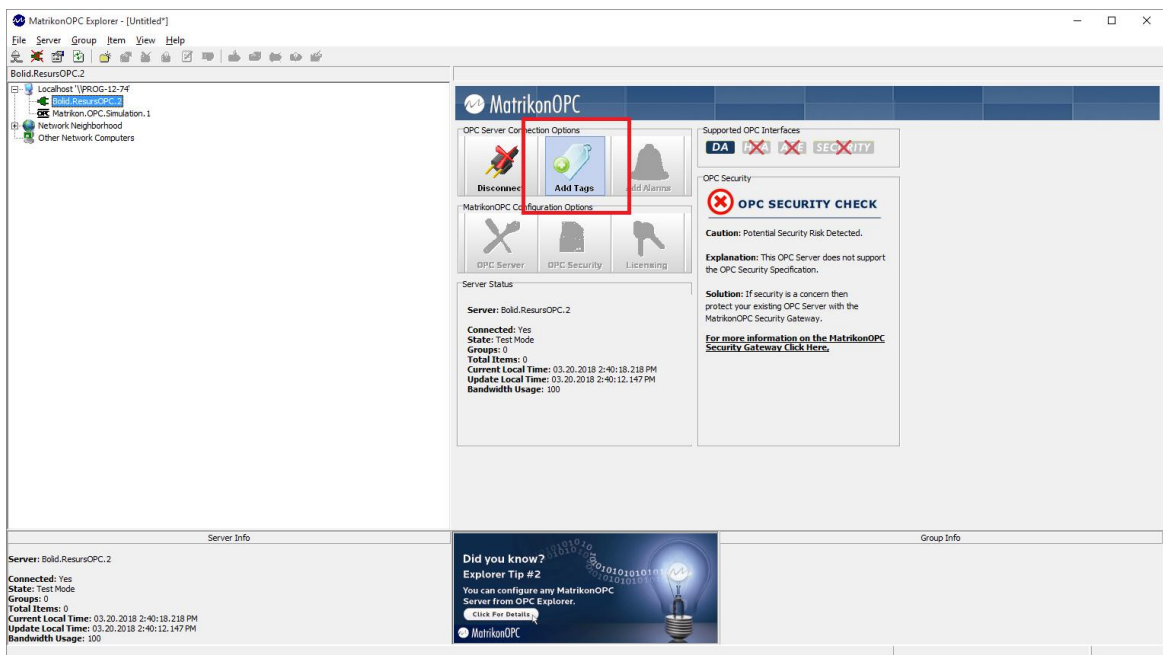 MatrikonOPC Explorer - [Untitled*]
File Server Group Item View Help
Bolid.ResursOPC.2
Localhost '\\PROG-12-74'
Bolid.ResursOPC.2
Matrikon.OPC.Simulation.1
Network Neighborhood
Other Network Computers
MatrikonOPC
OPC Server Connection Options
Disconnect Add Tags Add Alarms
MatrikonOPC Configuration Options
OPC Server OPC Security Licensing
Server Status
Server: Bolid.ResursOPC.2
Connected: Yes
State: Test Mode
Groups: 0
Total Items: 0
Current Local Time: 03.20.2018 2:40:18.218 PM
Update Local Time: 03.20.2018 2:40:12.147 PM
Bandwidth Usage: 100
Supported OPC Interfaces
DA HDA A&E SECURITY
OPC Security
OPC SECURITY CHECK
Caution: Potential Security Risk Detected.
Explanation: This OPC Server does not support
the OPC Security Specification.
Solution: If security is a concern then
protect your existing OPC Server with the
MatrikonOPC Security Gateway.
For more information on the MatrikonOPC
Security Gateway Click Here.
Server Info
Server: Bolid.ResursOPC.2
Connected: Yes
State: Test Mode
Groups: 0
Total Items: 0
Current Local Time: 03.20.2018 2:40:18.218 PM
Update Local Time: 03.20.2018 2:40:12.147 PM
Bandwidth Usage: 100
Did you know?
Explorer Tip #2
You can configure any MatrikonOPC
Server from OPC Explorer.
Click For Details
MatrikonOPC
Group Info